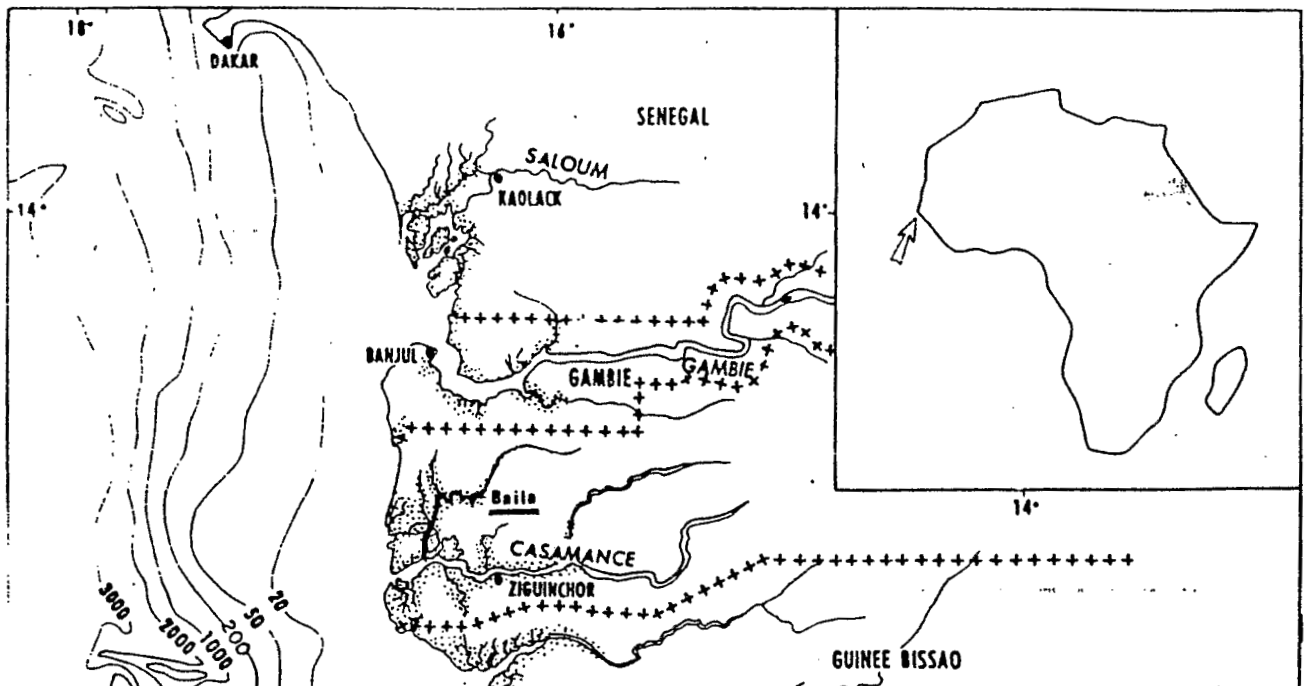 18°
16°
DAKAR
SENEGAL
SALOUM
KAOLACK
14°
14°
BANJUL
GAMBIE
GAMBIE
Baila
14°
CASAMANCE
ZIGUINCHOR
3000
2000
1000
200
50
20
GUINEE BISSAO